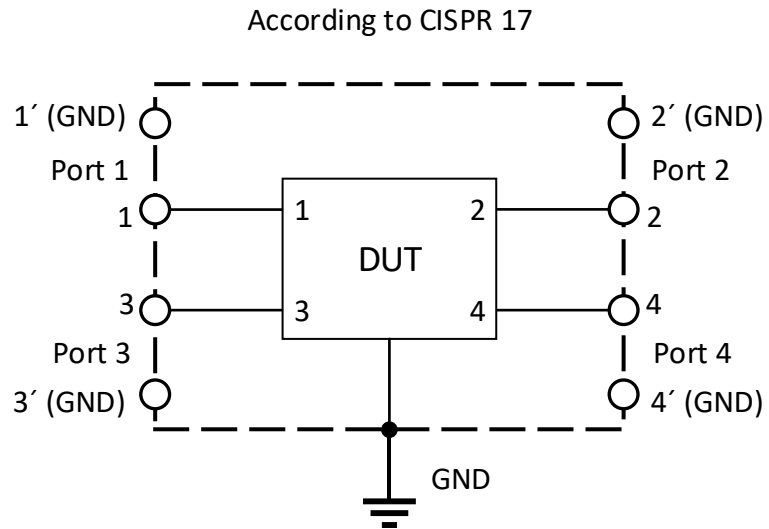 According to CISPR 17
1´ (GND)
2´ (GND)
Port 1
Port 2
1
1
2
2
DUT
3
3
4
4
Port 3
Port 4
3´ (GND)
4´ (GND)
GND